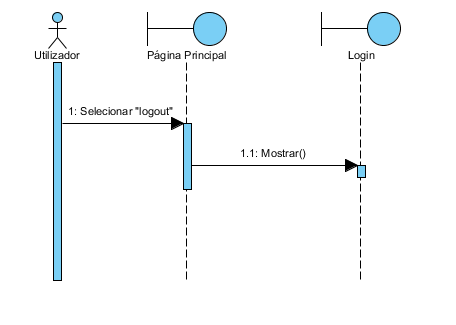 Utilizador
Página Principal
Login
1: Selecionar "logout"
1.1: Mostrar()